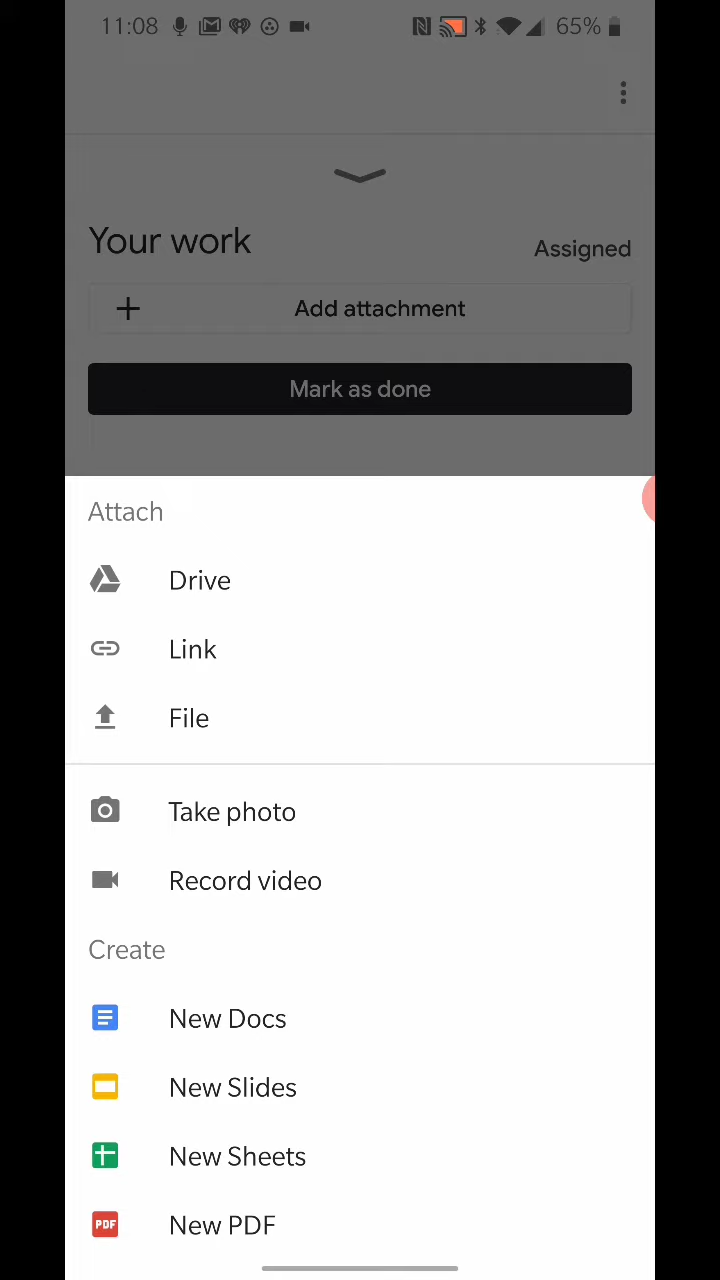 11:08 65%
Your work
Assigned
Add attachment
Mark as done
Attach
Drive
Link
File
Take photo
Record video
Create
New Docs
New Slides
New Sheets
PDF New PDF